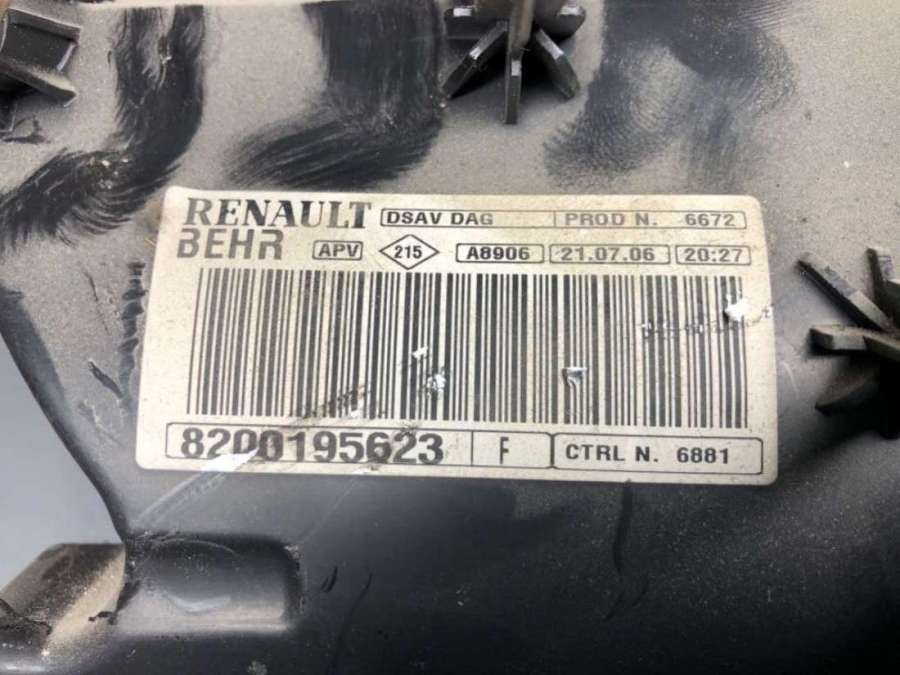 RENAULT DSAV DAG PROD N. 6672
BEHR APV 215 A8906 21.07.06 20:27
8200195623 F CTRL N. 6881